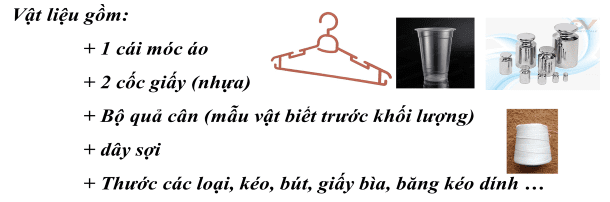 Vật liệu gồm:
+ 1 cái móc áo
+ 2 cốc giấy (nhựa)
+ Bộ quả cân (mẫu vật biết trước khối lượng)
+ dây sợi
+ Thước các loại, kéo, bút, giấy bìa, băng kéo dính …